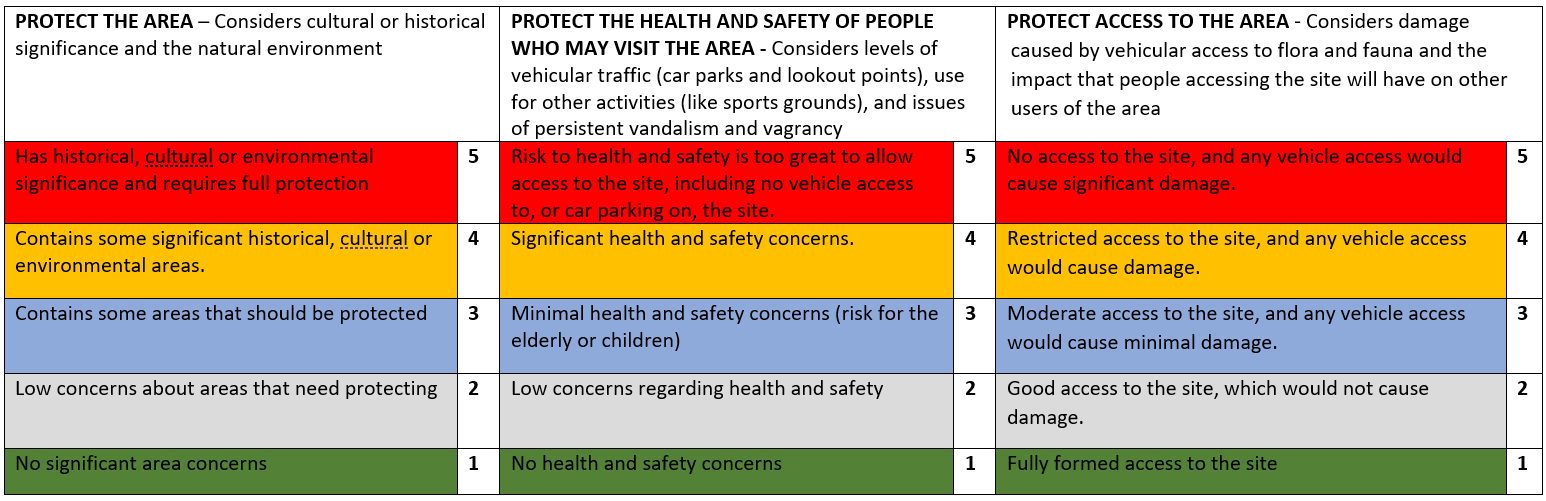 PROTECT THE AREA – Considers cultural or historical
significance and the natural environment
PROTECT THE HEALTH AND SAFETY OF PEOPLE
WHO MAY VISIT THE AREA - Considers levels of
vehicular traffic (car parks and lookout points), use
for other activities (like sports grounds), and issues
of persistent vandalism and vagrancy
PROTECT ACCESS TO THE AREA - Considers damage
caused by vehicular access to flora and fauna and the
impact that people accessing the site will have on other
users of the area
Has historical, cultural or environmental
significance and requires full protection
5
Risk to health and safety is too great to allow
access to the site, including no vehicle access
to, or car parking on, the site.
5
No access to the site, and any vehicle access would
cause significant damage.
5
Contains some significant historical, cultural or
environmental areas.
4
Significant health and safety concerns.
4
Restricted access to the site, and any vehicle access
would cause damage.
4
Contains some areas that should be protected
3
Minimal health and safety concerns (risk for the
elderly or children)
3
Moderate access to the site, and any vehicle access
would cause minimal damage.
3
Low concerns about areas that need protecting
2
Low concerns regarding health and safety
2
Good access to the site, which would not cause
damage.
2
No significant area concerns
1
No health and safety concerns
1
Fully formed access to the site
1